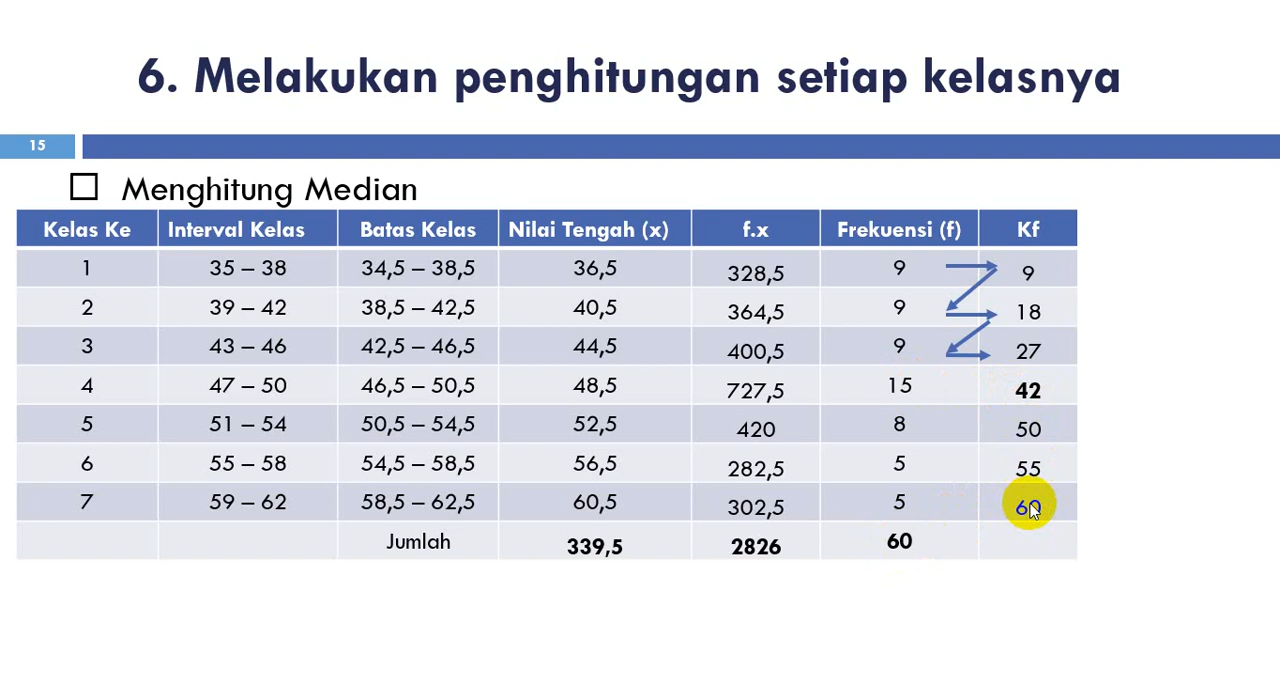 6. Melakukan penghitungan setiap kelasnya
15
☐ Menghitung Median
Kelas Ke Interval Kelas Batas Kelas Nilai Tengah (x) f.x Frekuensi (f) Kf
1 35 – 38 34,5 – 38,5 36,5 328,5 9 9
2 39 – 42 38,5 – 42,5 40,5 364,5 9 18
3 43 – 46 42,5 – 46,5 44,5 400,5 9 27
4 47 – 50 46,5 – 50,5 48,5 727,5 15 42
5 51 – 54 50,5 – 54,5 52,5 420 8 50
6 55 – 58 54,5 – 58,5 56,5 282,5 5 55
7 59 – 62 58,5 – 62,5 60,5 302,5 5 60
Jumlah 339,5 2826 60